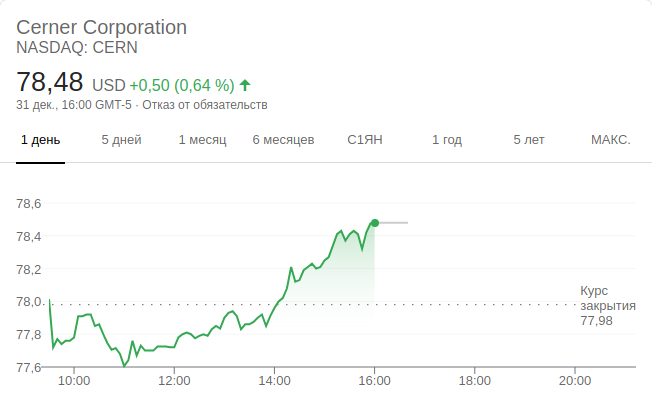 Cerner Corporation
NASDAQ: CERN
78,48 USD +0,50 (0,64 %)
31 дек., 16:00 GMT-5 · Отказ от обязательств
1 день 5 дней 1 месяц 6 месяцев С1ЯН 1 год 5 лет МАКС.
78,6
78,4
78,2
78,0
77,8
77,6
Курс
закрытия
77,98
10:00 12:00 14:00 16:00 18:00 20:00